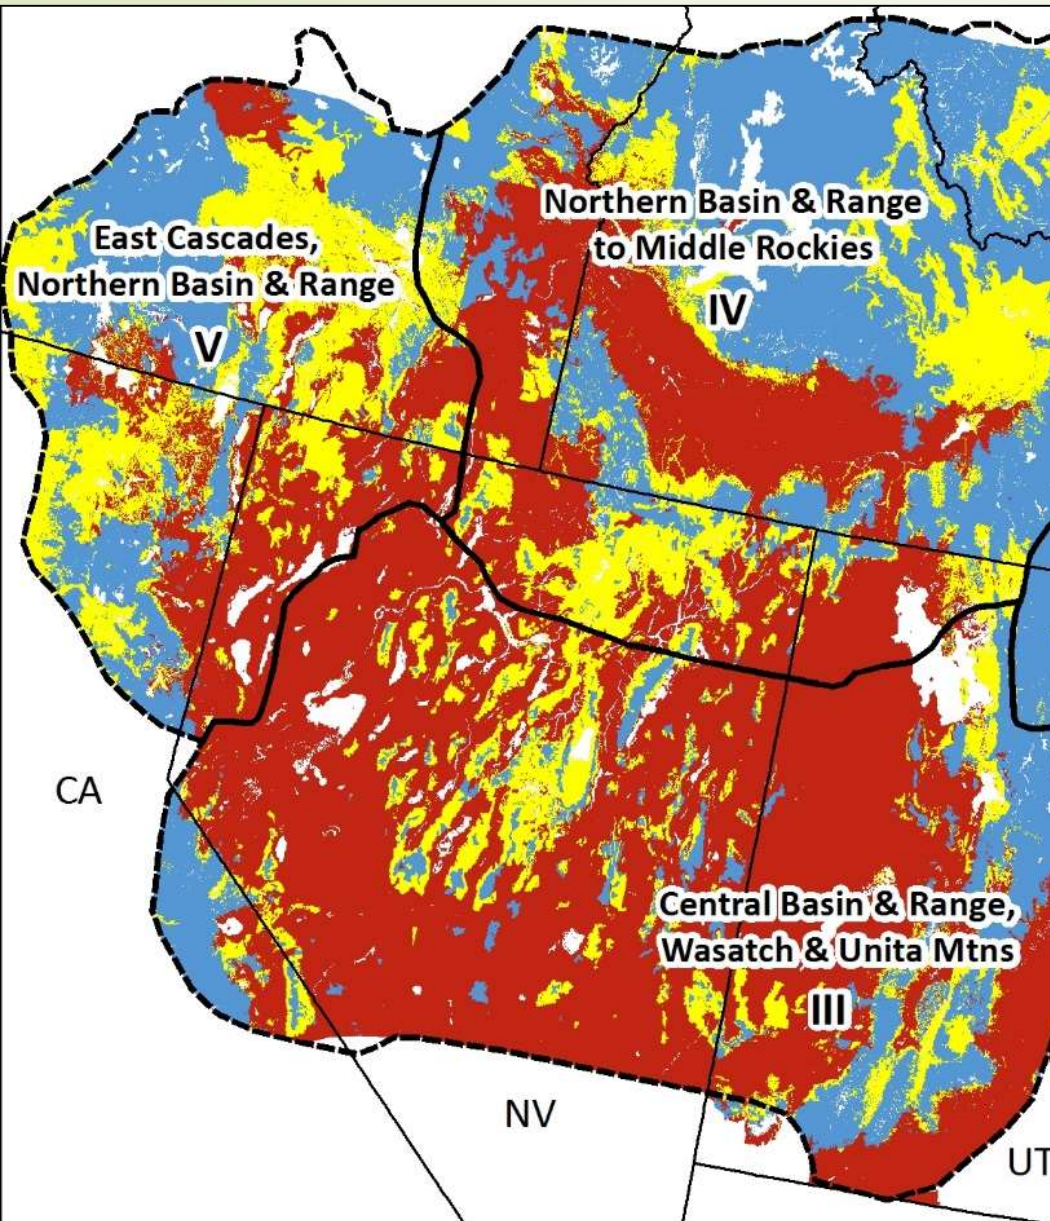 Northern Basin & Range
to Middle Rockies
IV
East Cascades,
Northern Basin & Range
V
CA
Central Basin & Range,
Wasatch & Unita Mtns
III
NV
UT